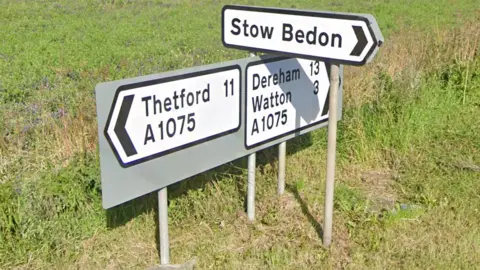 Stow Bedon
Thetford 11
A1075
Dereham 13
Watton 3
A1075